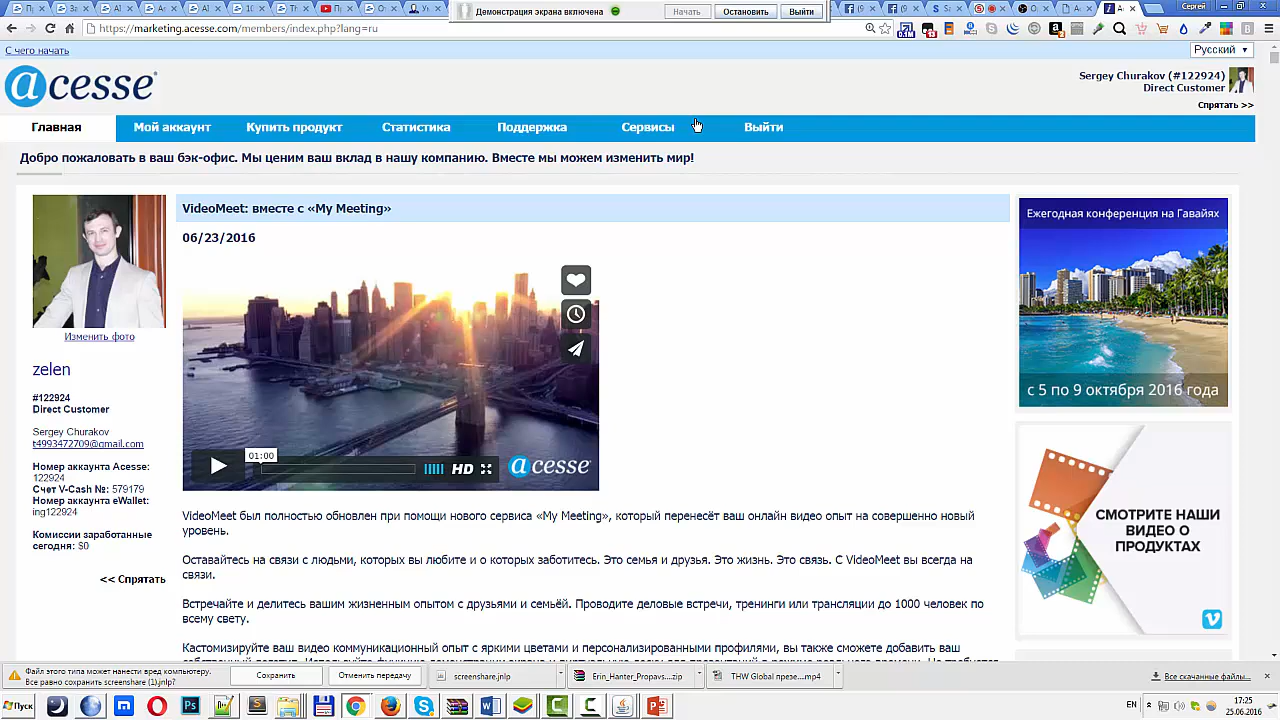 Демонстрация экрана включена
Начать
Остановить
Выйти
Сергей
https://marketing.acesse.com/members/index.php?lang=ru
С чего начать
Русский
acesse
Sergey Churakov (#122924)
Direct Customer
Спрятать >>
Главная
Мой аккаунт
Купить продукт
Статистика
Поддержка
Сервисы
Выйти
Добро пожаловать в ваш бэк-офис. Мы ценим ваш вклад в нашу компанию. Вместе мы можем изменить мир!
VideoMeet: вместе с «My Meeting»
06/23/2016
01:00
HD
acesse
VideoMeet был полностью обновлен при помощи нового сервиса «My Meeting», который перенесёт ваш онлайн видео опыт на совершенно новый
уровень.
Оставайтесь на связи с людьми, которых вы любите и о которых заботитесь. Это семья и друзья. Это жизнь. Это связь. С VideoMeet вы всегда на
связи.
Встречайте и делитесь вашим жизненным опытом с друзьями и семьёй. Проводите деловые встречи, тренинги или трансляции до 1000 человек по
всему свету.
Кастомизируйте ваш видео коммуникационный опыт с яркими цветами и персонализированными профилями, вы также сможете добавить ваш
Изменить фото
zelen
#122924
Direct Customer
Sergey Churakov
t4993472709@gmail.com
Номер аккаунта Acesse:
122924
Счет V-Cash №: 579179
Номер аккаунта eWallet:
ing122924
Комиссии заработанные
сегодня: $0
<< Спрятать
Ежегодная конференция на Гавайях
с 5 по 9 октября 2016 года
СМОТРИТЕ НАШИ
ВИДЕО О
ПРОДУКТАХ
Файл этого типа может нанести вред компьютеру.
Все равно сохранить screenshare (1).jnlp?
Сохранить
Отменить передачу
screenshare.jnlp
Erin_Hanter_Propavs....zip
THW Global презе....mp4
Все скачанные файлы...
Пуск
EN
17:25
25.06.2016